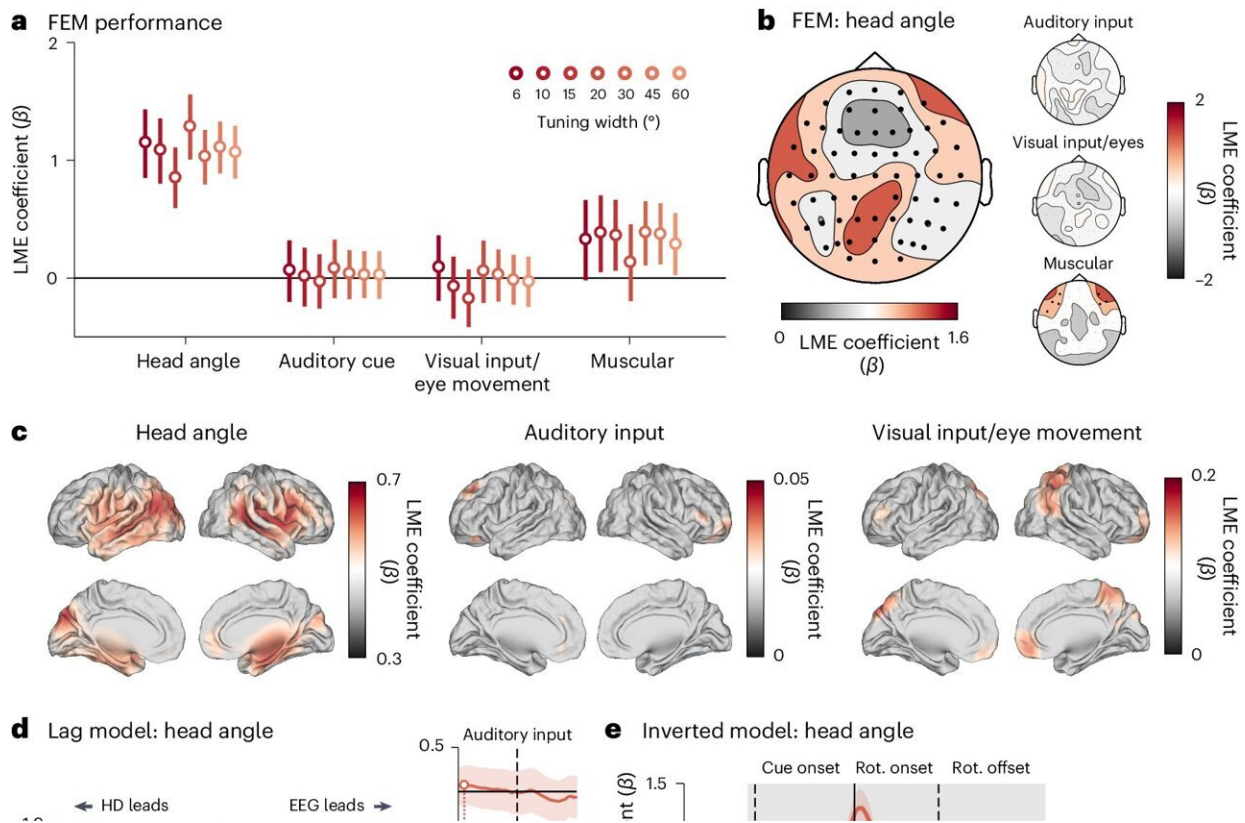 a FEM performance
2
1
0
LME coefficient (β)
6 10 15 20 30 45 60
Tuning width (°)
Head angle
Auditory cue
Visual input/
eye movement
Muscular
b FEM: head angle
0 LME coefficient 1.6
(β)
Auditory input
Visual input/eyes
Muscular
2
LME coefficient
(β)
−2
c
Head angle
0.7
LME coefficient
(β)
0.3
Auditory input
0.05
LME coefficient
(β)
0
Visual input/eye movement
0.2
LME coefficient
(β)
0
d Lag model: head angle
HD leads
EEG leads
Auditory input
0.5
e Inverted model: head angle
Cue onset
Rot. onset
Rot. offset
1.5
(β)